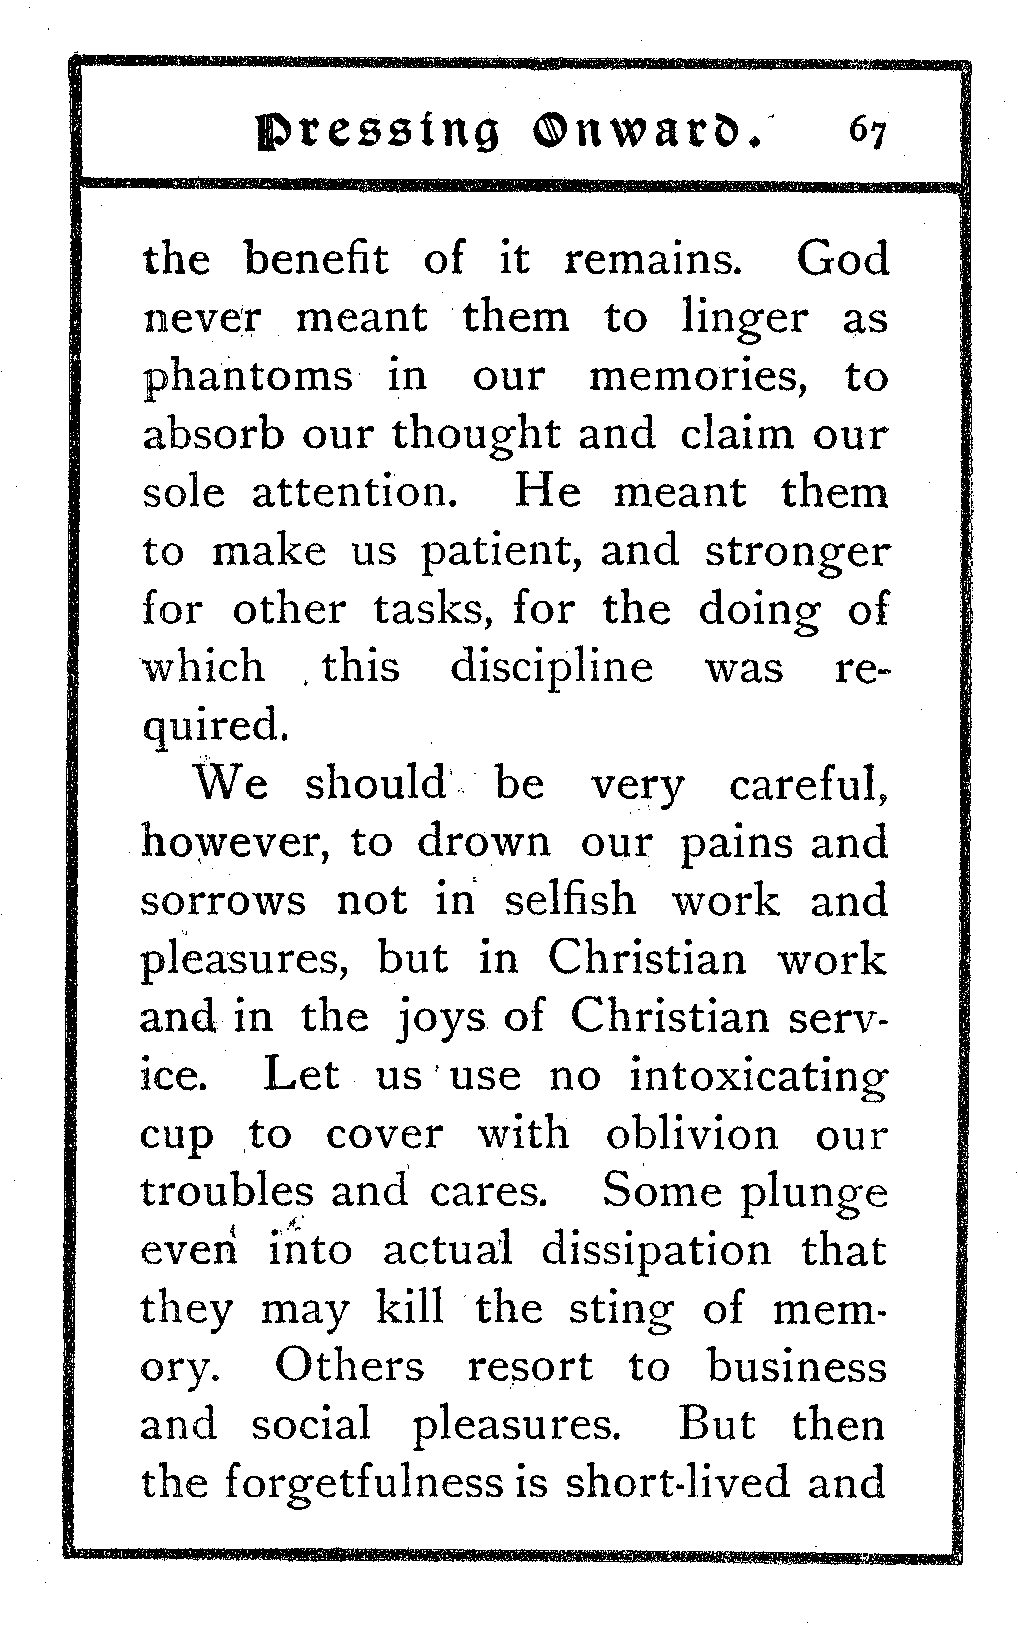 Pressing Onward. 67
the benefit of it remains. God
never meant them to linger as
phantoms in our memories, to
absorb our thought and claim our
sole attention. He meant them
to make us patient, and stronger
for other tasks, for the doing of
which this discipline was re-
quired.
We should be very careful,
however, to drown our pains and
sorrows not in selfish work and
pleasures, but in Christian work
and in the joys of Christian serv-
ice. Let us use no intoxicating
cup to cover with oblivion our
troubles and cares. Some plunge
even into actual dissipation that
they may kill the sting of mem-
ory. Others resort to business
and social pleasures. But then
the forgetfulness is short-lived and